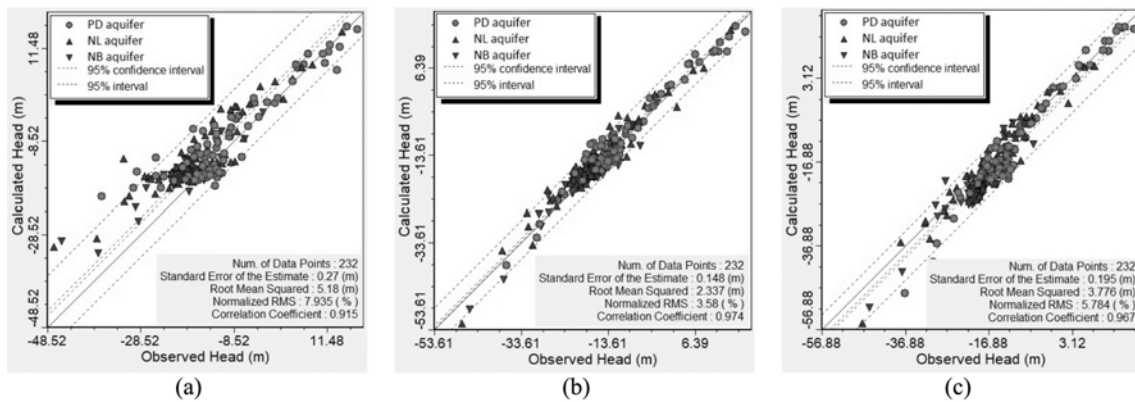 PD aquifer
NL aquifer
NB aquifer
95% confidence interval
95% interval
Calculated Head (m)
11.48
-8.52
-28.52
-48.52
Num. of Data Points : 232
Standard Error of the Estimate : 0.27 (m)
Root Mean Squared : 5.18 (m)
Normalized RMS : 7.935 ( % )
Correlation Coefficient : 0.915
-48.52 -28.52 -8.52 11.48
Observed Head (m)
(a)
PD aquifer
NL aquifer
NB aquifer
95% confidence interval
95% interval
Calculated Head (m)
6.39
-13.61
-33.61
-53.61
Num. of Data Points : 232
Standard Error of the Estimate : 0.148 (m)
Root Mean Squared : 2.337 (m)
Normalized RMS : 3.58 ( % )
Correlation Coefficient : 0.974
-53.61 -33.61 -13.61 6.39
Observed Head (m)
(b)
PD aquifer
NL aquifer
NB aquifer
95% confidence interval
95% interval
Calculated Head (m)
3.12
-16.88
-36.88
-56.88
Num. of Data Points : 232
Standard Error of the Estimate : 0.195 (m)
Root Mean Squared : 3.776 (m)
Normalized RMS : 5.784 ( % )
Correlation Coefficient : 0.967
-56.88 -36.88 -16.88 3.12
Observed Head (m)
(c)